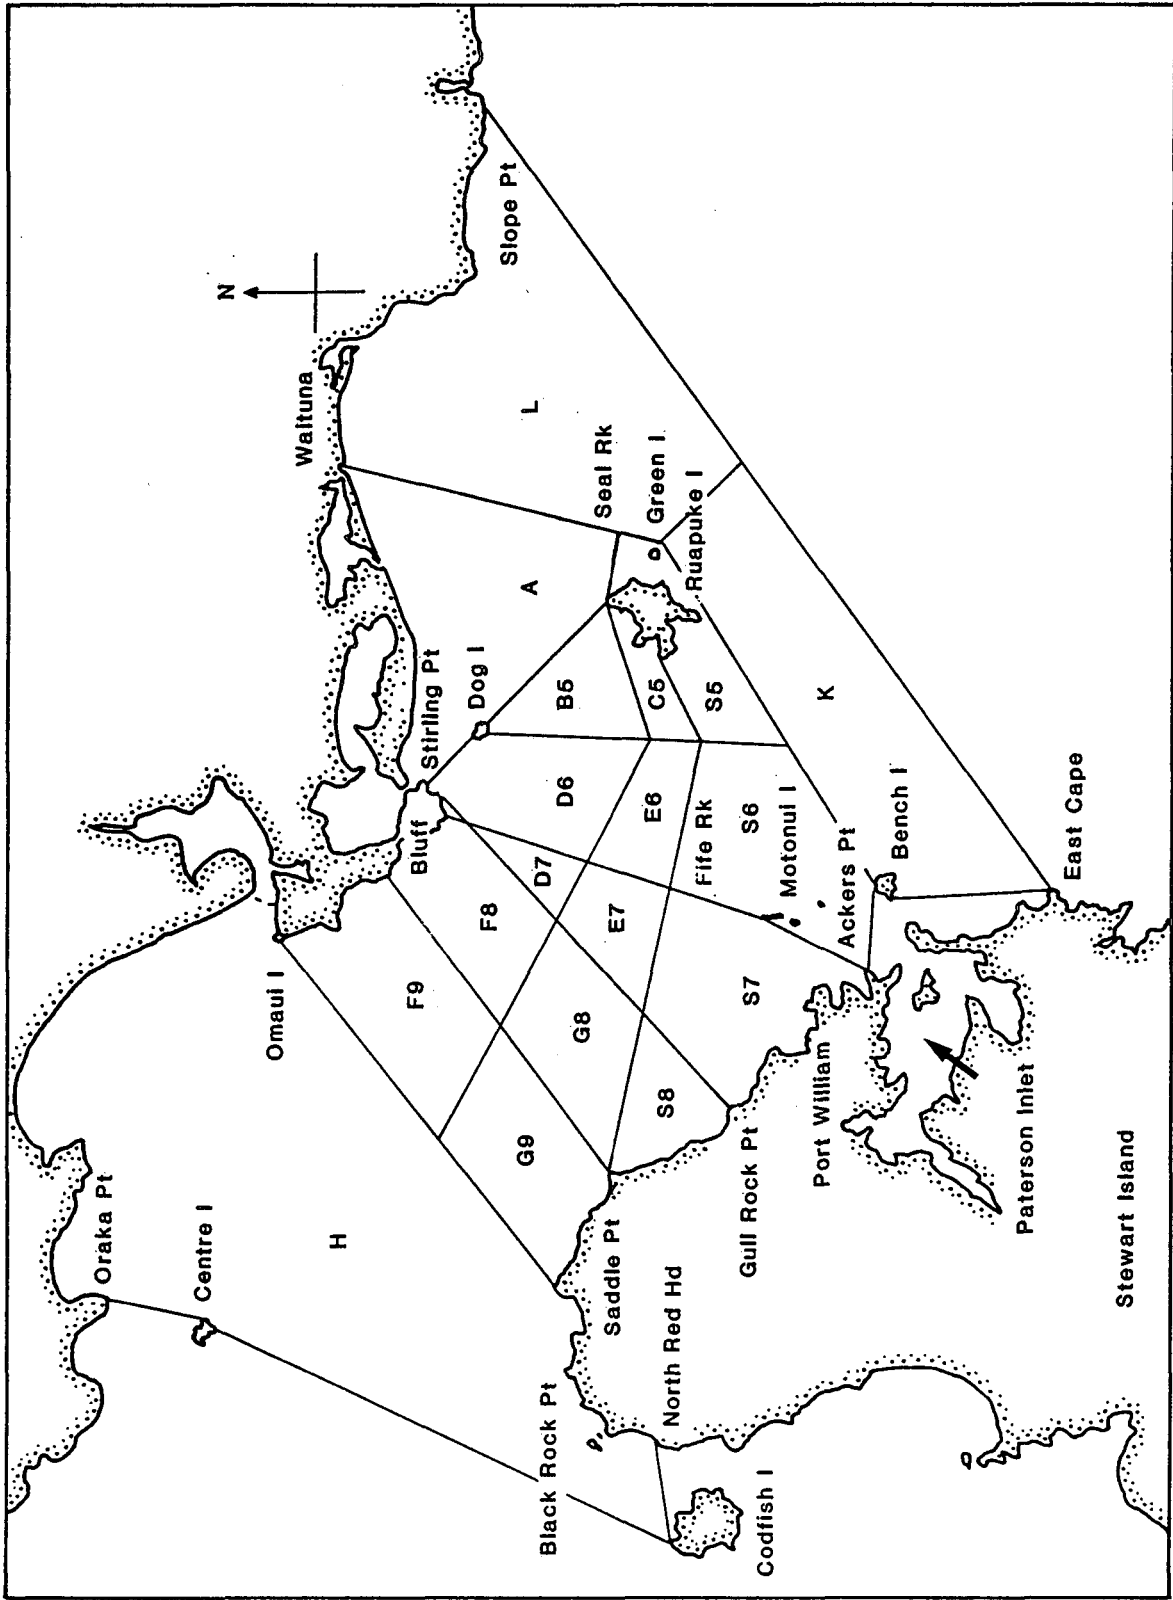 Oraka Pt
Centre I
N
Omaui I
Waituna
H
F9
Bluff
Stirling Pt
Dog I
F8
Slope Pt
G9
A
L
D7
Black Rock Pt
D6
B5
G8
Seal Rk
Saddle Pt
E7
E6
C5
Green I
S8
North Red Hd
Ruapuke I
Fife Rk
S5
Gull Rock Pt
S7
S6
Codfish I
Motonui I
Port William
K
Ackers Pt
Bench I
Paterson Inlet
East Cape
Stewart Island